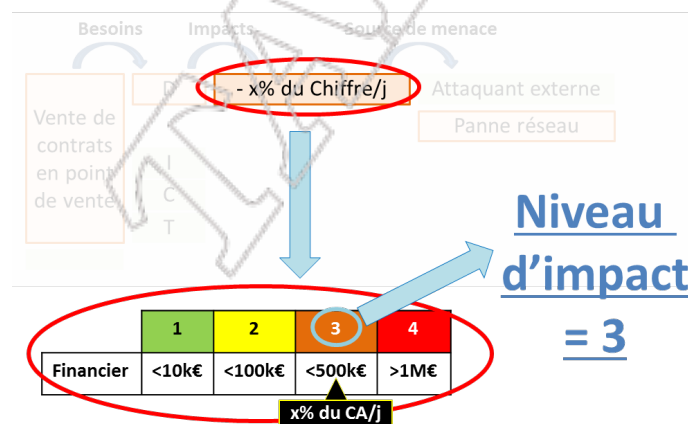 Besoins Impacts Source de menace
D - x% du Chiffre/j Attaquant externe
Panne réseau
Vente de
contrats
en point
de vente
I
C
T
Niveau
d'impact
= 3
1 2 3 4
Financier <10k€ <100k€ <500k€ >1M€
x% du CA/j